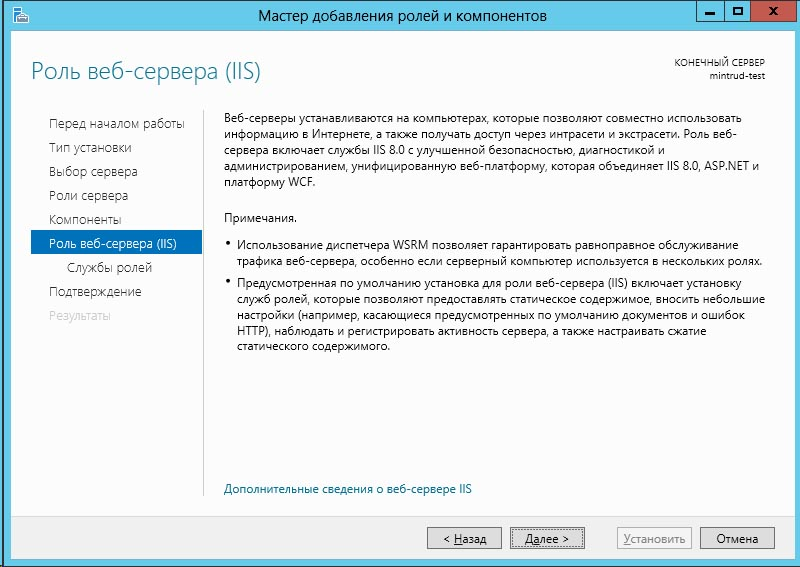 Мастер добавления ролей и компонентов
Роль веб-сервера (IIS)
КОНЕЧНЫЙ СЕРВЕР
mintrud-test
Перед началом работы
Тип установки
Выбор сервера
Роли сервера
Компоненты
Роль веб-сервера (IIS)
Службы ролей
Подтверждение
Результаты
Веб-серверы устанавливаются на компьютерах, которые позволяют совместно использовать
информацию в Интернете, а также получать доступ через интрасети и экстрасети. Роль веб-
сервера включает службы IIS 8.0 с улучшенной безопасностью, диагностикой и
администрированием, унифицированную веб-платформу, которая объединяет IIS 8.0, ASP.NET и
платформу WCF.
Примечания.
• Использование диспетчера WSRM позволяет гарантировать равноправное обслуживание
трафика веб-сервера, особенно если серверный компьютер используется в нескольких ролях.
• Предусмотренная по умолчанию установка для роли веб-сервера (IIS) включает установку
служб ролей, которые позволяют предоставлять статическое содержимое, вносить небольшие
настройки (например, касающиеся предусмотренных по умолчанию документов и ошибок
HTTP), наблюдать и регистрировать активность сервера, а также настраивать сжатие
статического содержимого.
Дополнительные сведения о веб-сервере IIS
< Назад
Далее >
Установить
Отмена